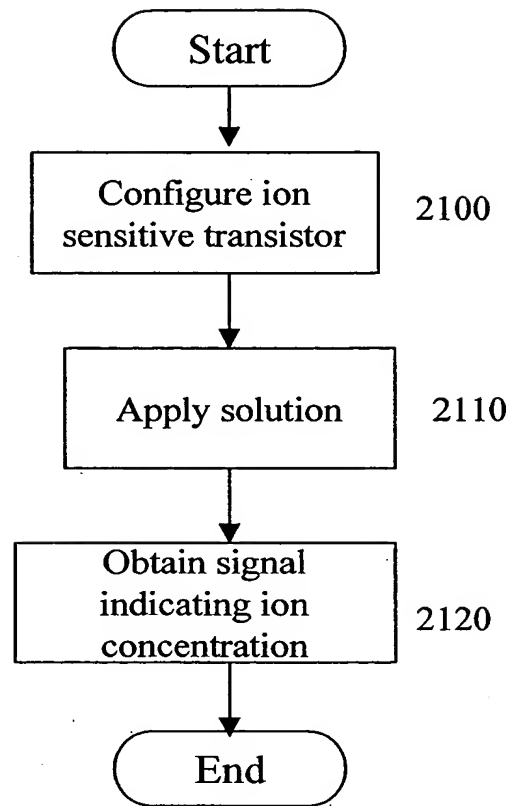 Start
Configure ion
sensitive transistor
2100
Apply solution
2110
Obtain signal
indicating ion
concentration
2120
End